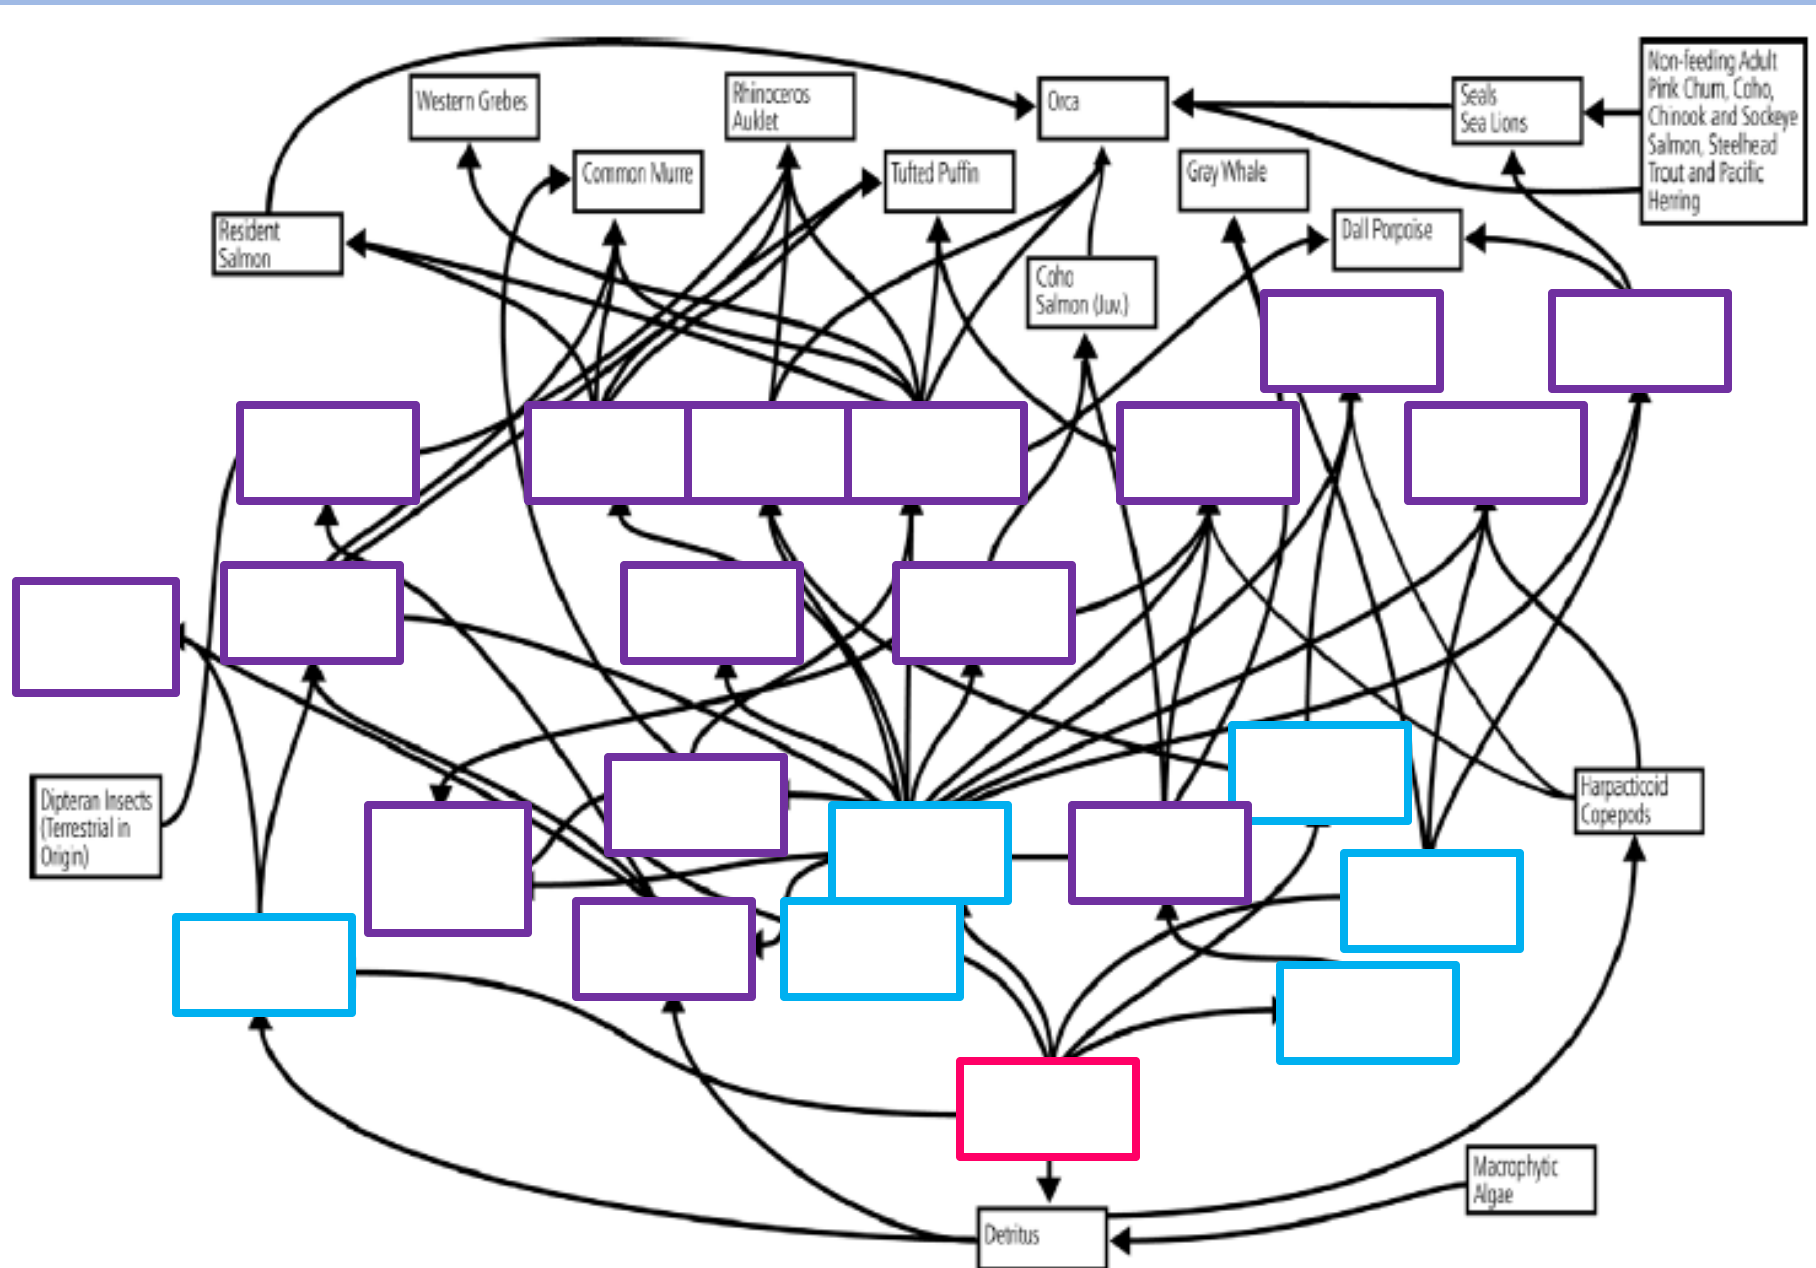 Western Grebes
Rhinoceros
Auklet
Orca
Seals
Sea Lions
Non-feeding Adult
Pink Chum, Coho,
Chinook and Sockeye
Salmon, Steelhead
Trout and Pacific
Herring
Common Murre
Tufted Puffin
Gray Whale
Resident
Salmon
Dall Porpoise
Coho
Salmon (Juv.)
Dipteran Insects
(Terrestrial in
Origin)
Harpacticoid
Copepods
Macrophytic
Algae
Detritus